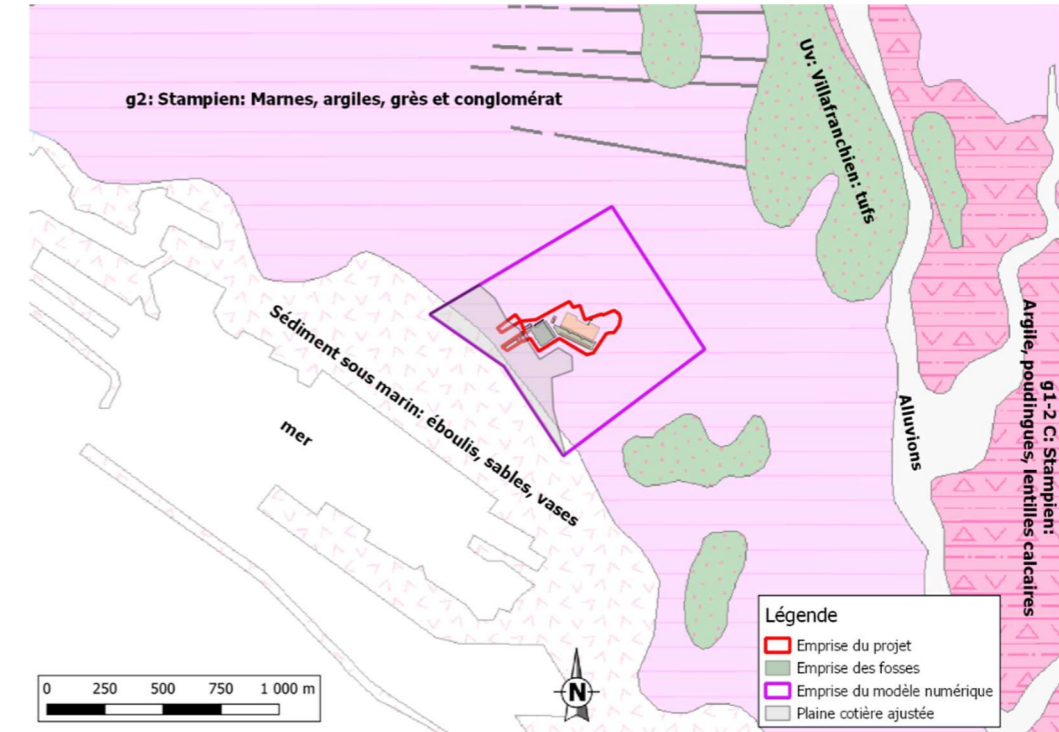 g2: Stampien: Marnes, argiles, grès et conglomérat
Uv: Villafranchien: tufs
Sédiment sous marin: éboulis, sables, vases
mer
Alluvions
g1-2 C: Stampien:
Argile, poudingues, lentilles calcaires
Légende
Emprise du projet
Emprise des fosses
Emprise du modèle numérique
Plaine cotière ajustée
0 250 500 750 1 000 m
N